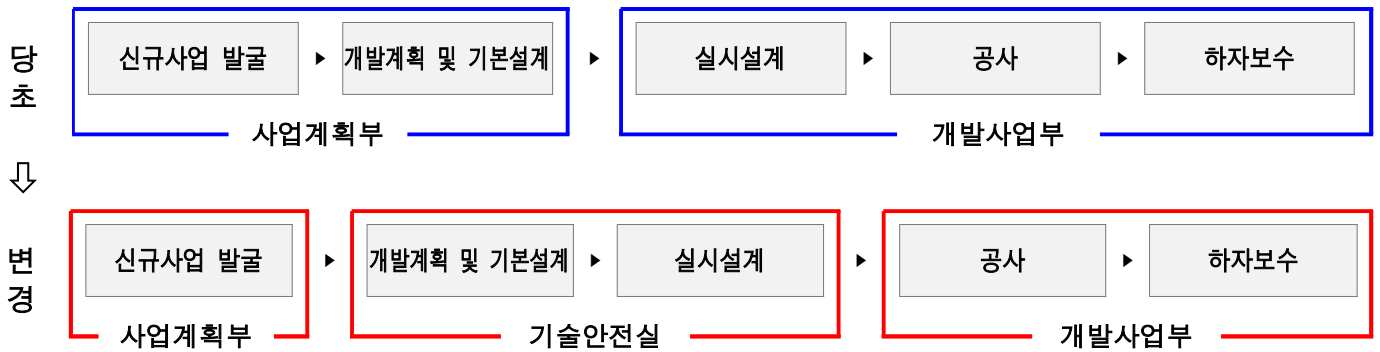 당초
신규사업 발굴 ▶ 개발계획 및 기본설계 ▶ 실시설계 ▶ 공사 ▶ 하자보수
사업계획부 개발사업부
⇩
변경
신규사업 발굴 ▶ 개발계획 및 기본설계 ▶ 실시설계 ▶ 공사 ▶ 하자보수
사업계획부 기술안전실 개발사업부